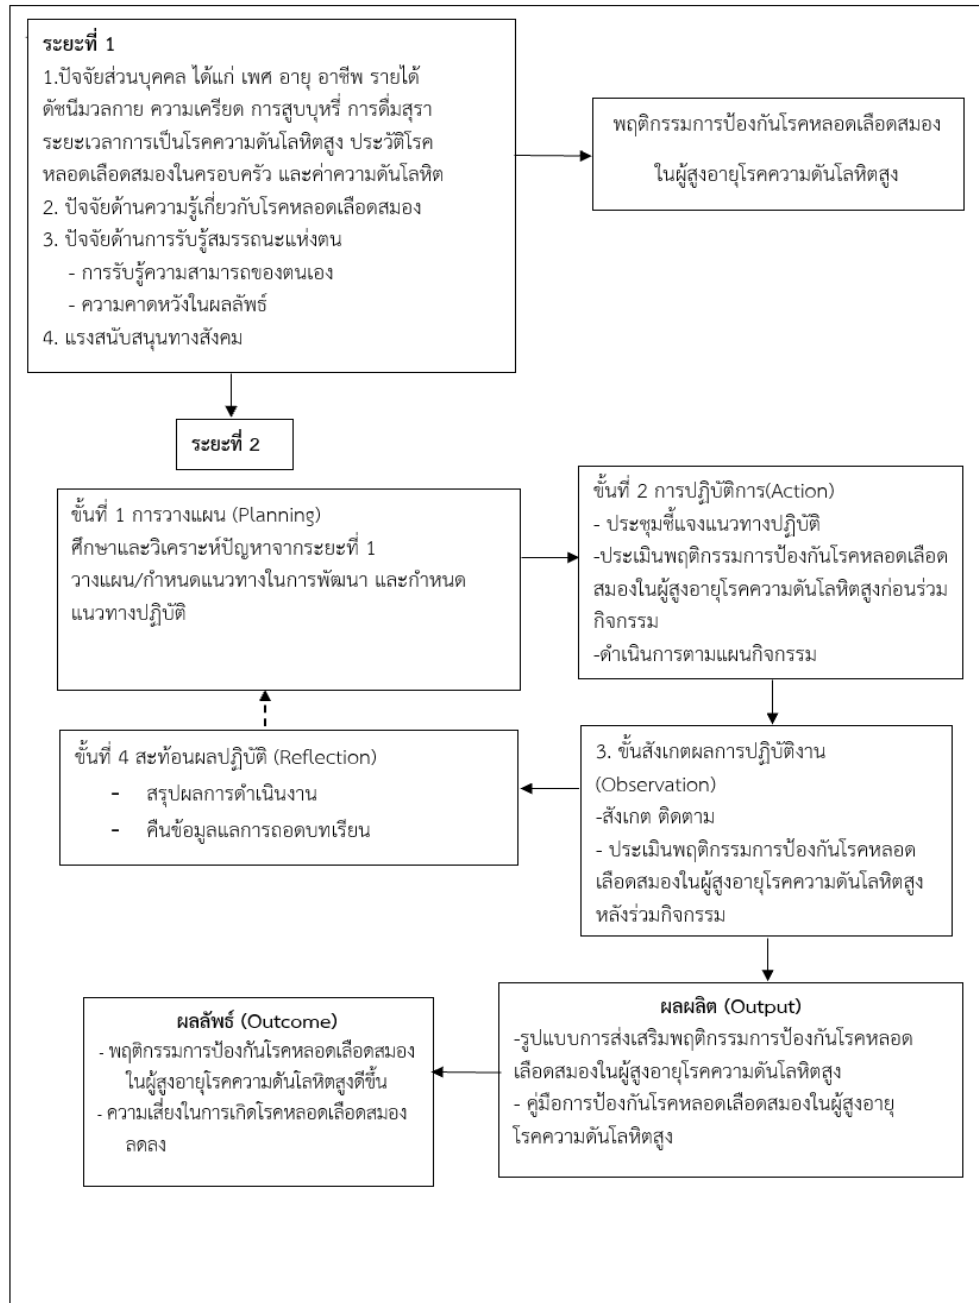 ระยะที่ 1
1.ปัจจัยส่วนบุคคล ได้แก่ เพศ อายุ อาชีพ รายได้
ดัชนีมวลกาย ความเครียด การสูบบุหรี่ การดื่มสุรา
ระยะเวลาการเป็นโรคความดันโลหิตสูง ประวัติโรค
หลอดเลือดสมองในครอบครัว และค่าความดันโลหิต
2. ปัจจัยด้านความรู้เกี่ยวกับโรคหลอดเลือดสมอง
3. ปัจจัยด้านการรับรู้สมรรถนะแห่งตน
- การรับรู้ความสามารถของตนเอง
- ความคาดหวังในผลลัพธ์
4. แรงสนับสนุนทางสังคม
พฤติกรรมการป้องกันโรคหลอดเลือดสมอง
ในผู้สูงอายุโรคความดันโลหิตสูง
ระยะที่ 2
ขั้นที่ 1 การวางแผน (Planning)
ศึกษาและวิเคราะห์ปัญหาจากระยะที่ 1
วางแผน/กำหนดแนวทางในการพัฒนา และกำหนด
แนวทางปฏิบัติ
ขั้นที่ 2 การปฏิบัติการ(Action)
- ประชุมชี้แจงแนวทางปฏิบัติ
-ประเมินพฤติกรรมการป้องกันโรคหลอดเลือด
สมองในผู้สูงอายุโรคความดันโลหิตสูงก่อนร่วม
กิจกรรม
-ดำเนินการตามแผนกิจกรรม
3. ขั้นสังเกตผลการปฏิบัติงาน
(Observation)
-สังเกต ติดตาม
- ประเมินพฤติกรรมการป้องกันโรคหลอด
เลือดสมองในผู้สูงอายุโรคความดันโลหิตสูง
หลังร่วมกิจกรรม
ขั้นที่ 4 สะท้อนผลปฏิบัติ (Reflection)
- สรุปผลการดำเนินงาน
- คืนข้อมูลแลการถอดบทเรียน
ผลผลิต (Output)
-รูปแบบการส่งเสริมพฤติกรรมการป้องกันโรคหลอด
เลือดสมองในผู้สูงอายุโรคความดันโลหิตสูง
- คู่มือการป้องกันโรคหลอดเลือดสมองในผู้สูงอายุ
โรคความดันโลหิตสูง
ผลลัพธ์ (Outcome)
- พฤติกรรมการป้องกันโรคหลอดเลือดสมอง
ในผู้สูงอายุโรคความดันโลหิตสูงดีขึ้น
- ความเสี่ยงในการเกิดโรคหลอดเลือดสมอง
ลดลง